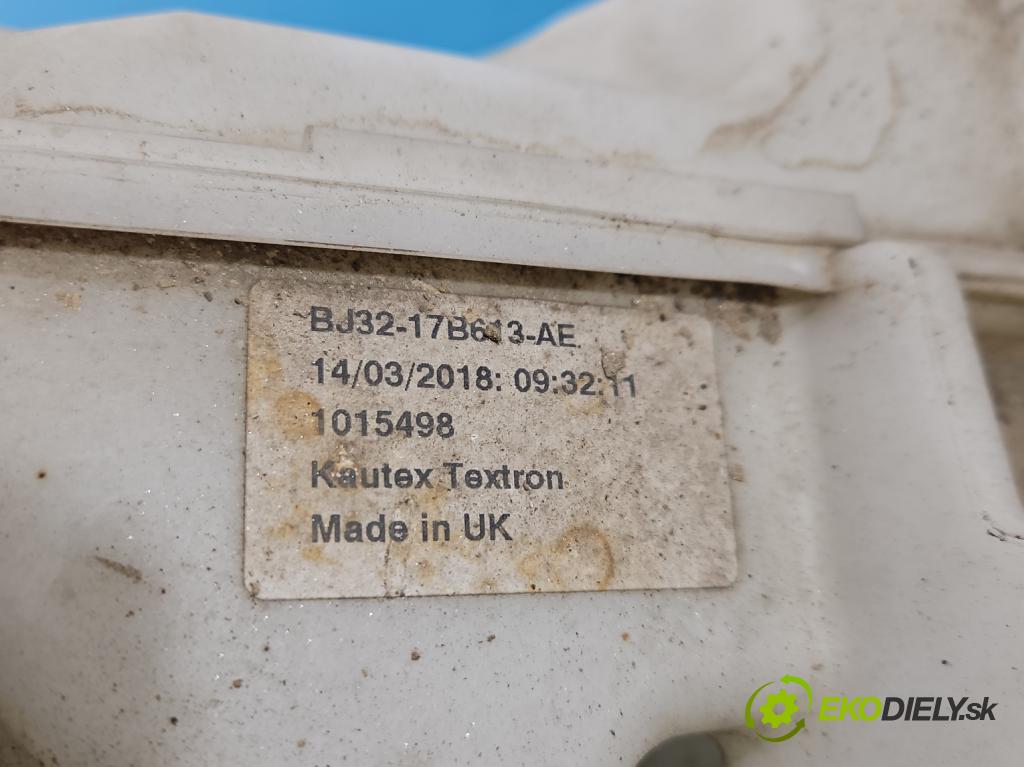 BJ32-17B613-AE
14/03/2018: 09:32:11
1015498
Kautex Textron
Made in UK
EKODIELY.sk